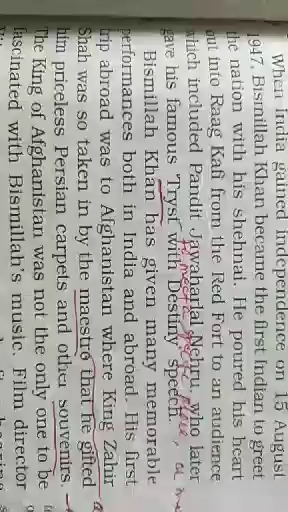 When India gained independence on 15 August
1947, Bismillah Khan became the first Indian to greet
the nation with his shehnai. He poured his heart
out into Raag Kafi from the Red Fort to an audience
which included Pandit Jawaharlal Nehru, who later
gave his famous 'Tryst with Destiny' speech.
Bismillah Khan has given many memorable
performances both in India and abroad. His first
trip abroad was to Afghanistan where King Zahir
Shah was so taken in by the maestro that he gifted
him priceless Persian carpets and other souvenirs.
The King of Afghanistan was not the only one to be
fascinated with Bismillah's music. Film director